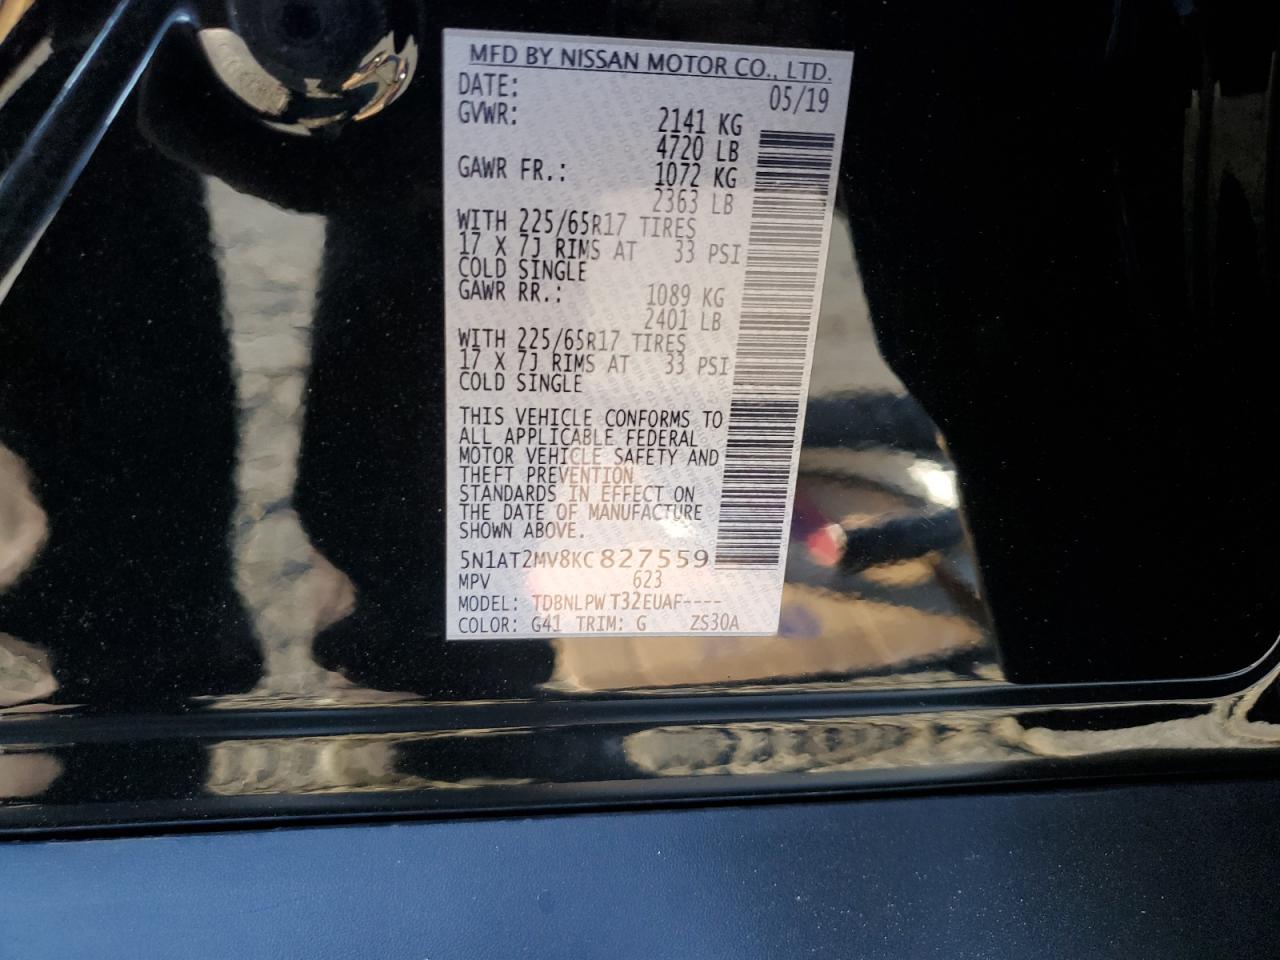 MFD BY NISSAN MOTOR CO., LTD.
DATE: 05/19
GVWR: 2141 KG
4720 LB
GAWR FR.: 1072 KG
2363 LB
WITH 225/65R17 TIRES
17 X 7J RIMS AT 33 PSI
COLD SINGLE
GAWR RR.: 1089 KG
2401 LB
WITH 225/65R17 TIRES
17 X 7J RIMS AT 33 PSI
COLD SINGLE
THIS VEHICLE CONFORMS TO
ALL APPLICABLE FEDERAL
MOTOR VEHICLE SAFETY AND
THEFT PREVENTION
STANDARDS IN EFFECT ON
THE DATE OF MANUFACTURE
SHOWN ABOVE.
5N1AT2MV8KC827559
MPV 623
MODEL: TDBNLPWT32EUAF----
COLOR: G41 TRIM: G ZS30A